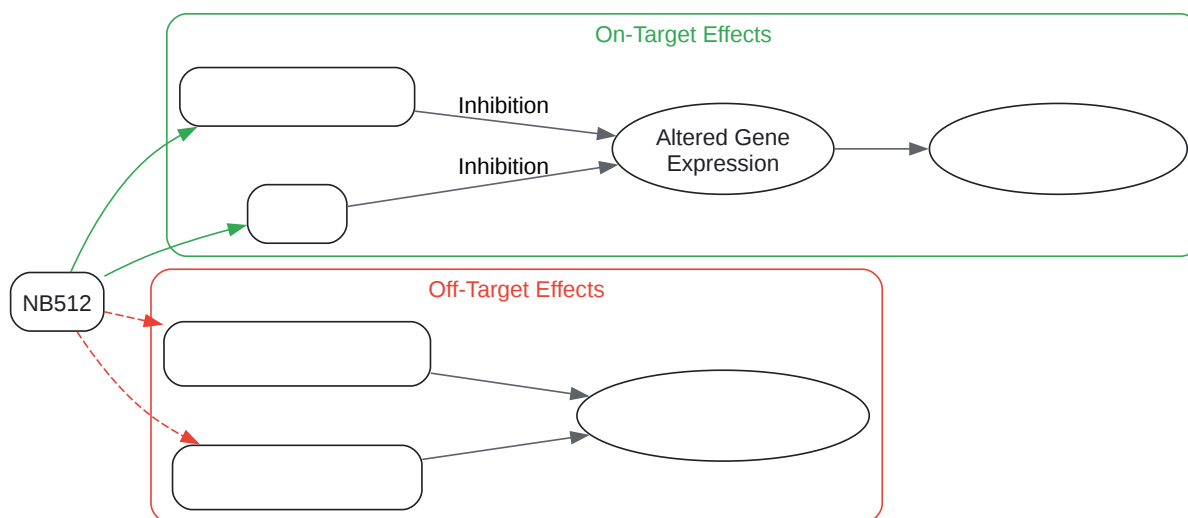 On-Target Effects
Inhibition
Altered Gene
Expression
Inhibition
NB512
Off-Target Effects